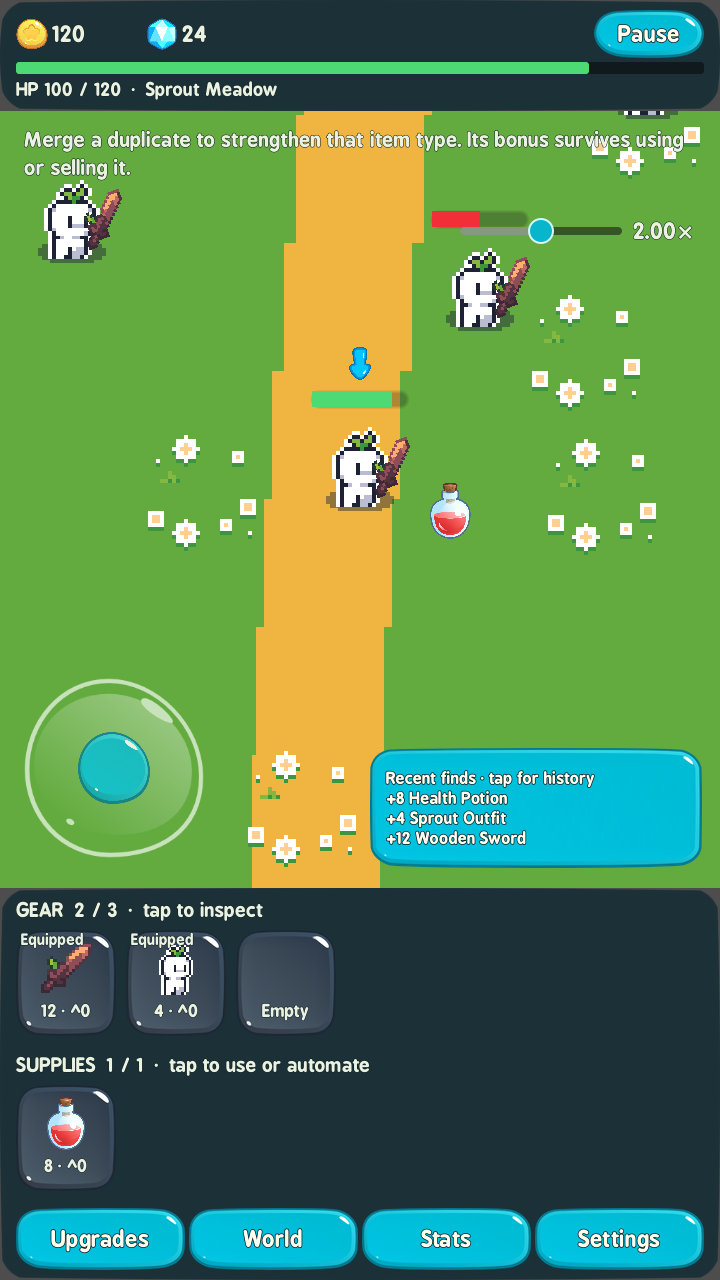 120
24
Pause
HP 100 / 120 · Sprout Meadow
Merge a duplicate to strengthen that item type. Its bonus survives using
or selling it.
2.00×
Recent finds · tap for history
+8 Health Potion
+4 Sprout Outfit
+12 Wooden Sword
GEAR 2 / 3 · tap to inspect
Equipped
Equipped
12 · ^0
4 · ^0
Empty
SUPPLIES 1 / 1 · tap to use or automate
8 · ^0
Upgrades
World
Stats
Settings